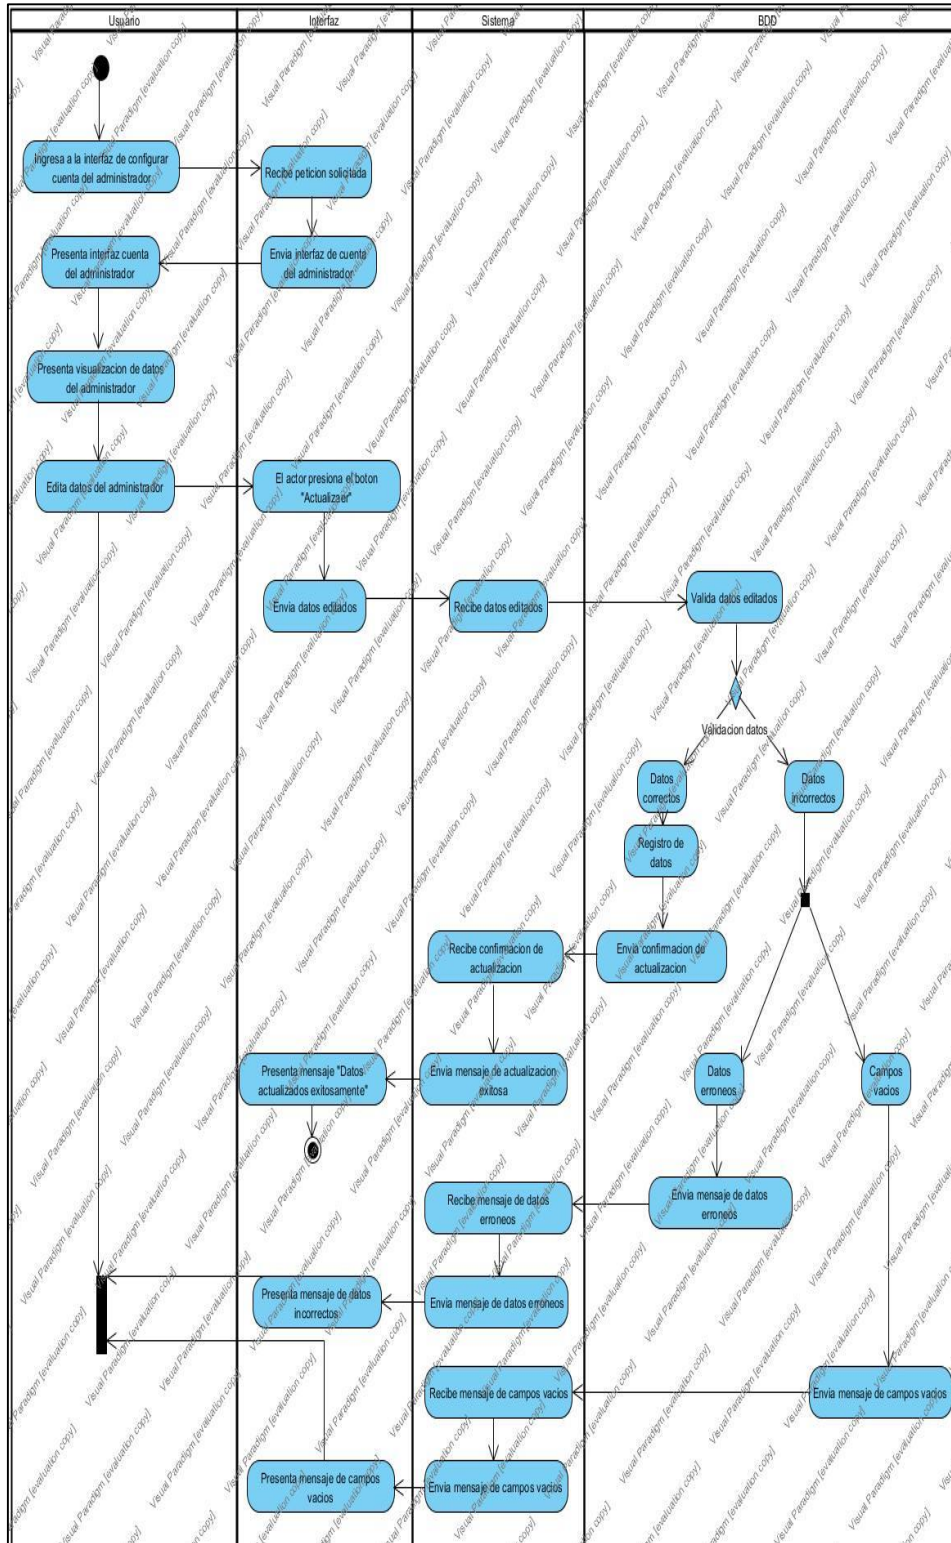 Usuario
Interfaz
Sistema
BDD
Ingresa a la interfaz de configurar
cuenta del administrador
Recibe peticion solicitada
Presenta interfaz cuenta
del administrador
Envia interfaz de cuenta
del administrador
Presenta visualizacion de datos
del administrador
Edita datos del administrador
El actor presiona el boton
"Actualizaer"
Envia datos editados
Recibe datos editados
Valida datos editados
Validacion datos
Datos
correctos
Datos
incorrectos
Registro de
datos
Recibe confirmacion de
actualizacion
Envia confirmacion de
actualizacion
Presenta mensaje "Datos
actualizados exitosamente"
Envia mensaje de actualizacion
exitosa
Datos
erroneos
Campos
vacios
Recibe mensaje de datos
erroneos
Envia mensaje de datos
erroneos
Presenta mensaje de datos
incorrectos
Envia mensaje de datos erroneos
Recibe mensaje de campos vacios
Envia mensaje de campos vacios
Presenta mensaje de campos
vacios
Envia mensaje de campos vacios
Visual Paradigm [evaluation copy]